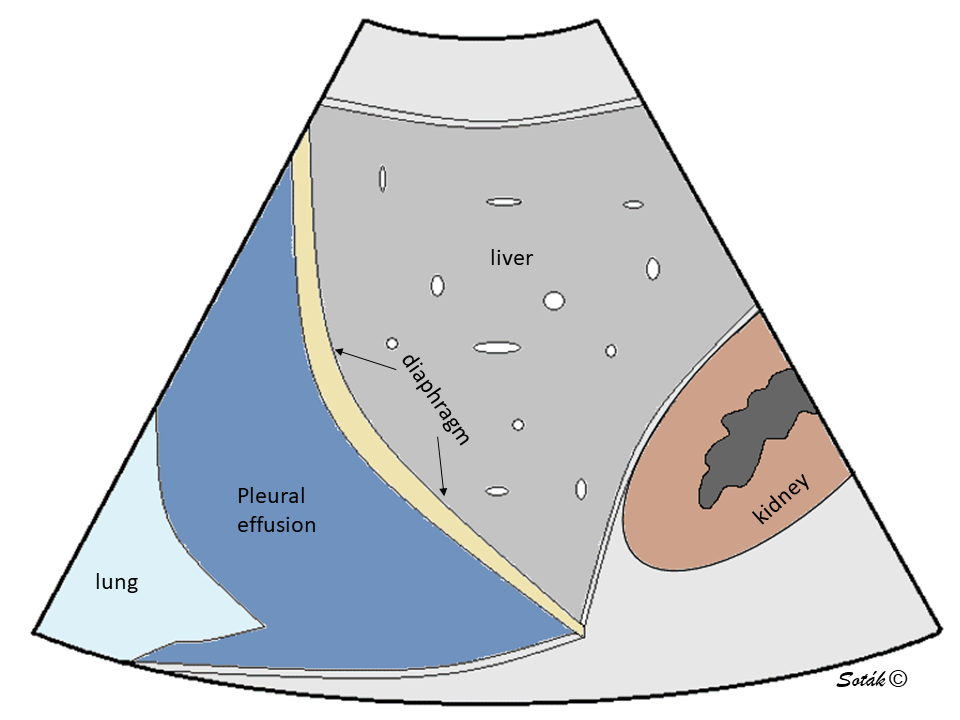 liver
diaphragm
Pleural
effusion
kidney
lung
Soták ©